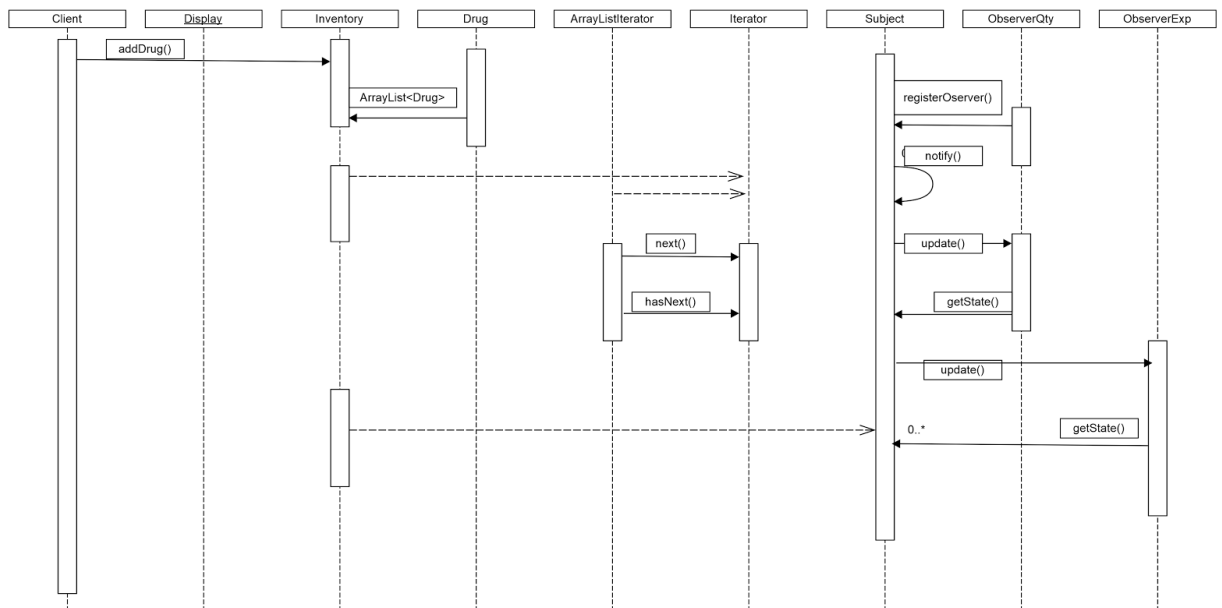 Client Display Inventory Drug ArrayListIterator Iterator Subject ObserverQty ObserverExp
addDrug()
ArrayList<Drug>
registerOserver()
notify()
next()
update()
hasNext()
getState()
update()
0..*
getState()